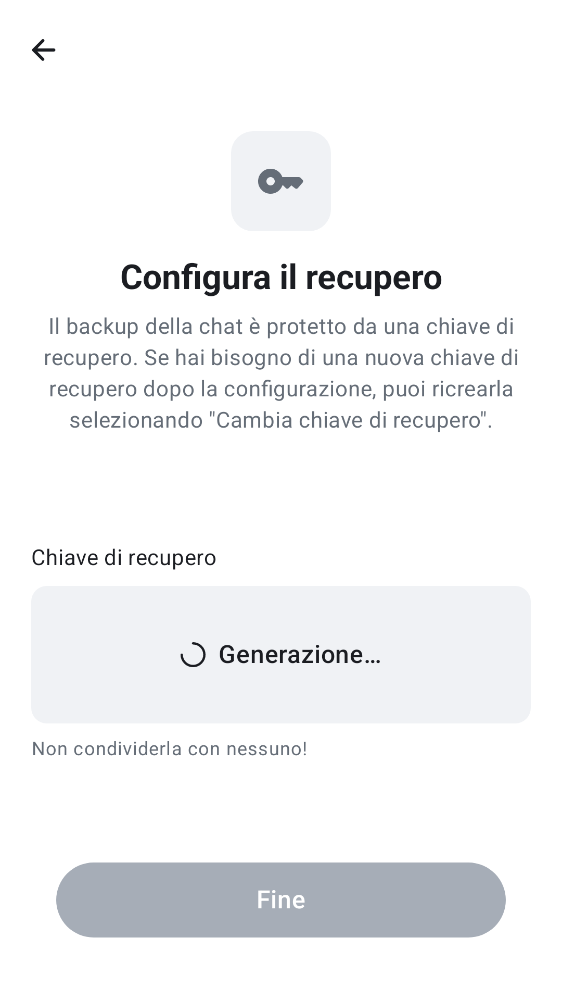 Configura il recupero
Il backup della chat è protetto da una chiave di
recupero. Se hai bisogno di una nuova chiave di
recupero dopo la configurazione, puoi ricrearla
selezionando "Cambia chiave di recupero".
Chiave di recupero
Generazione…
Non condividerla con nessuno!
Fine